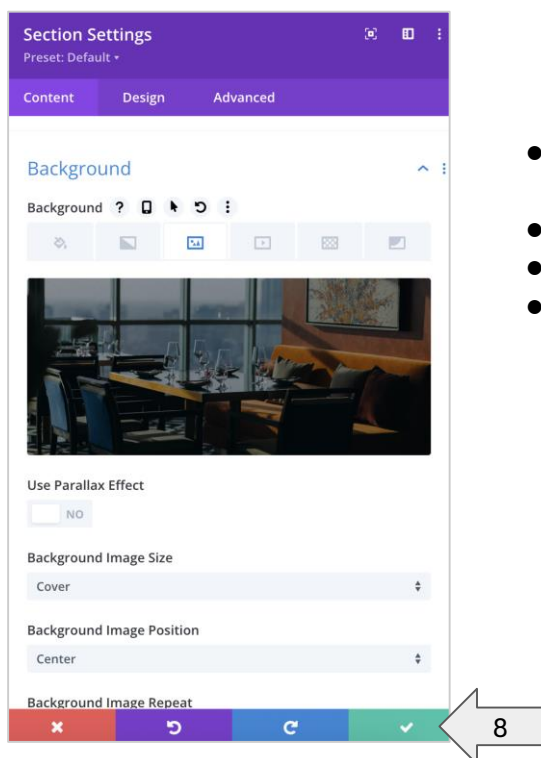 Section Settings
Preset: Default
Content Design Advanced
Background
Background ?
Use Parallax Effect
NO
Background Image Size
Cover
Background Image Position
Center
Background Image Repeat
8